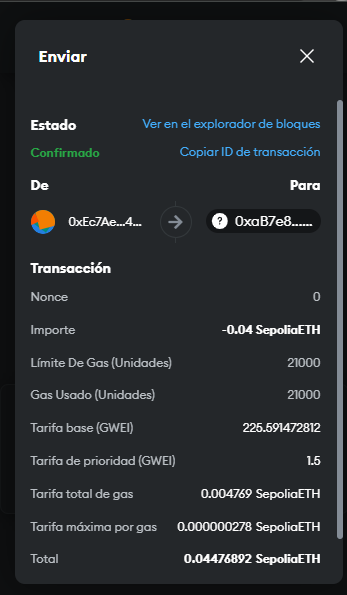 Enviar
Estado Ver en el explorador de bloques
Confirmado Copiar ID de transacción
De Para
0xEc7Ae...4... ? 0xaB7e8......
Transacción
Nonce 0
Importe -0.04 SepoliaETH
Límite De Gas (Unidades) 21000
Gas Usado (Unidades) 21000
Tarifa base (GWEI) 225.591472812
Tarifa de prioridad (GWEI) 1.5
Tarifa total de gas 0.004769 SepoliaETH
Tarifa máxima por gas 0.000000278 SepoliaETH
Total 0.04476892 SepoliaETH